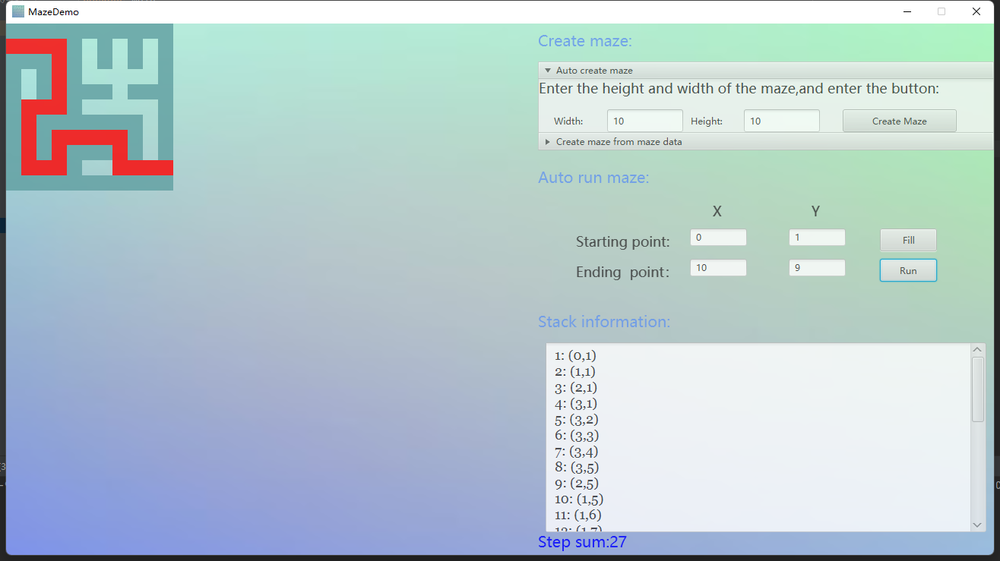 MazeDemo
Create maze:
Auto create maze
Enter the height and width of the maze,and enter the button:
Width: 10 Height: 10 Create Maze
Create maze from maze data
Auto run maze:
X Y
Starting point: 0 1 Fill
Ending point: 10 9 Run
Stack information:
1: (0,1)
2: (1,1)
3: (2,1)
4: (3,1)
5: (3,2)
6: (3,3)
7: (3,4)
8: (3,5)
9: (2,5)
10: (1,5)
11: (1,6)
12: (1,7)
Step sum:27